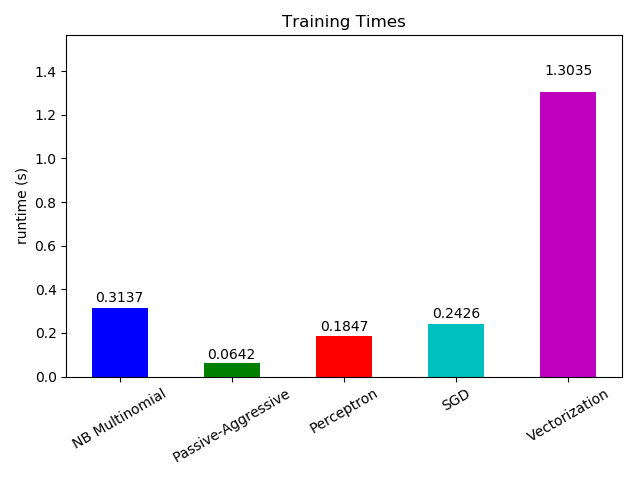 Training Times
runtime (s)
1.4
1.2
1.0
0.8
0.6
0.4
0.2
0.0
0.3137
0.0642
0.1847
0.2426
1.3035
NB Multinomial
Passive-Aggressive
Perceptron
SGD
Vectorization